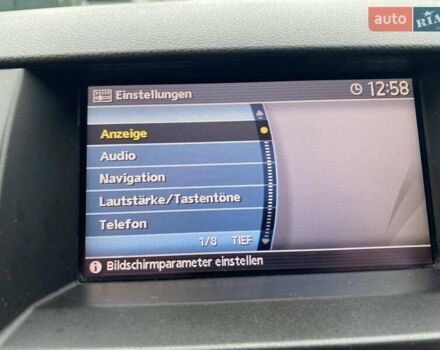 auto RIA
Einstellungen
12:58
Anzeige
Audio
Navigation
Lautstärke/Tastentöne
Telefon
1/8 TIEF
Bildschirmparameter einstellen